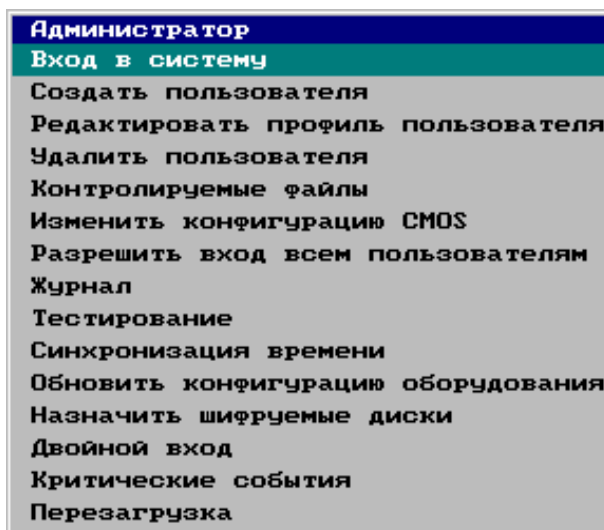 Администратор
Вход в систему
Создать пользователя
Редактировать профиль пользователя
Удалить пользователя
Контролируемые файлы
Изменить конфигурацию CMOS
Разрешить вход всем пользователям
Журнал
Тестирование
Синхронизация времени
Обновить конфигурацию оборудования
Назначить шифруемые диски
Двойной вход
Критические события
Перезагрузка